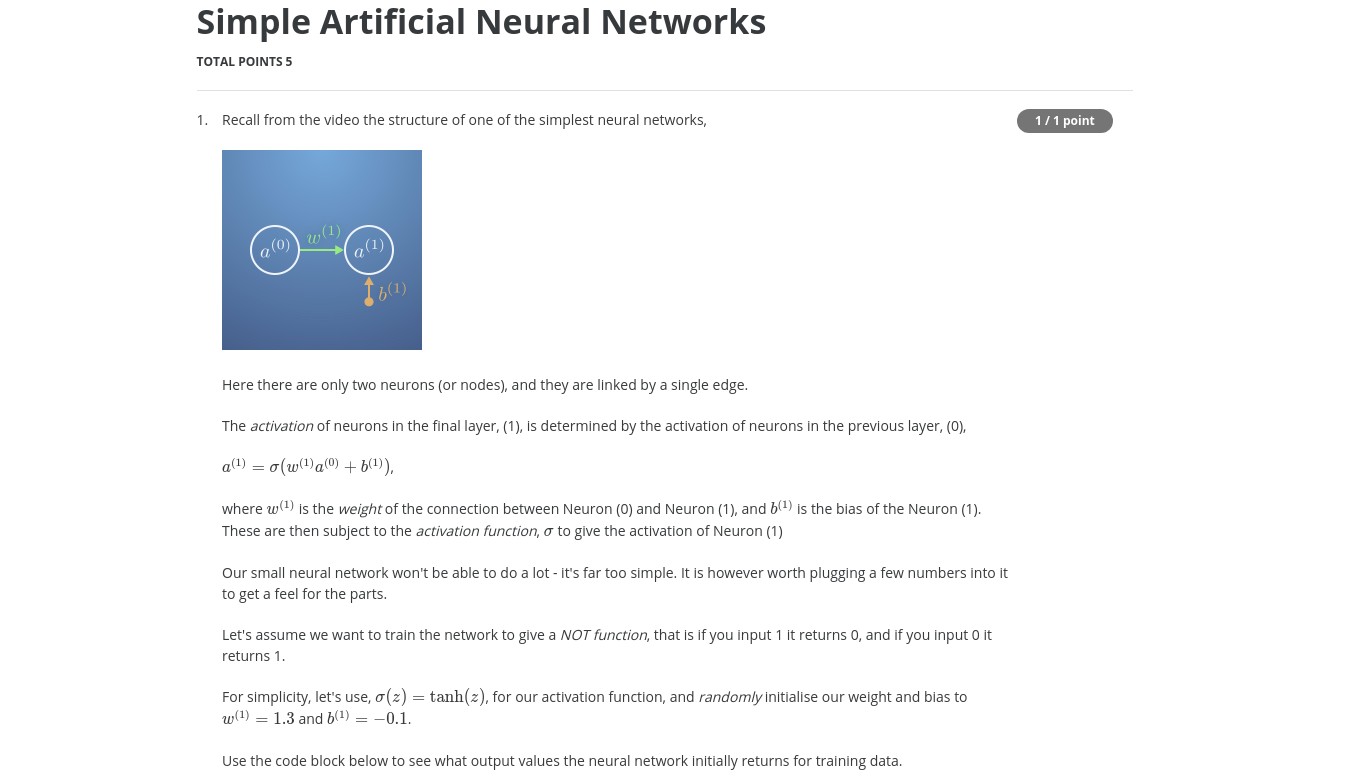 Simple Artificial Neural Networks
TOTAL POINTS 5
1. Recall from the video the structure of one of the simplest neural networks,
1 / 1 point
a⁽⁰⁾ w⁽¹⁾ a⁽¹⁾
b⁽¹⁾
Here there are only two neurons (or nodes), and they are linked by a single edge.
The activation of neurons in the final layer, (1), is determined by the activation of neurons in the previous layer, (0),
a⁽¹⁾ = σ(w⁽¹⁾a⁽⁰⁾ + b⁽¹⁾),
where w⁽¹⁾ is the weight of the connection between Neuron (0) and Neuron (1), and b⁽¹⁾ is the bias of the Neuron (1).
These are then subject to the activation function, σ to give the activation of Neuron (1)
Our small neural network won't be able to do a lot - it's far too simple. It is however worth plugging a few numbers into it
to get a feel for the parts.
Let's assume we want to train the network to give a NOT function, that is if you input 1 it returns 0, and if you input 0 it
returns 1.
For simplicity, let's use, σ(z) = tanh(z), for our activation function, and randomly initialise our weight and bias to
w⁽¹⁾ = 1.3 and b⁽¹⁾ = −0.1.
Use the code block below to see what output values the neural network initially returns for training data.